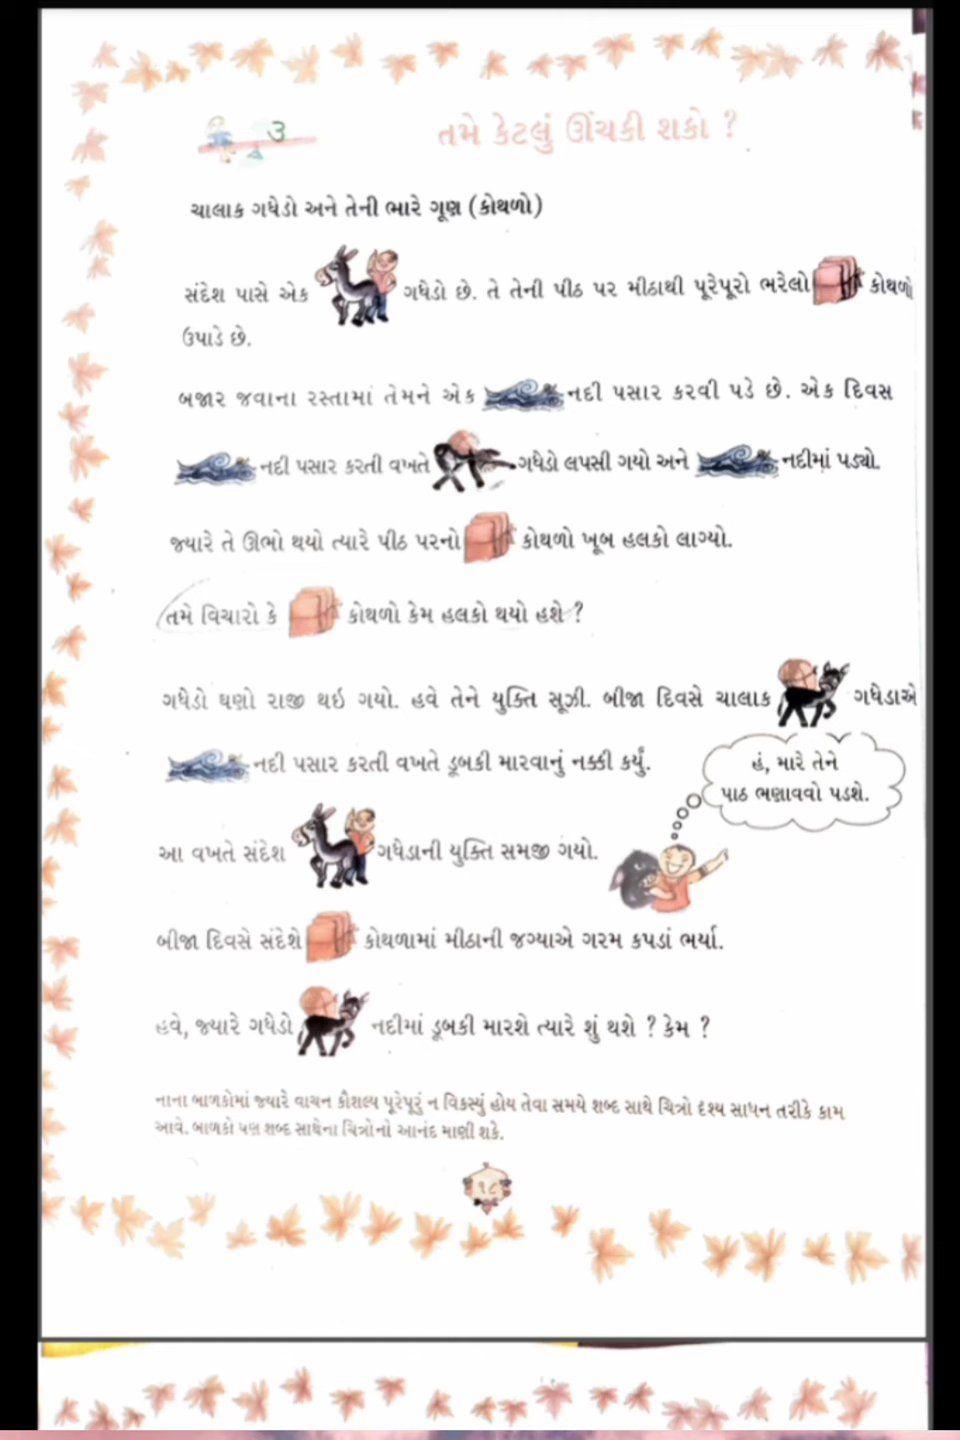 ૩
તમે કેટલું ઊંચકી શકો ?
ચાલાક ગધેડો અને તેની ભારે ગૂણ (કોથળો)
સંદેશ પાસે એક ગધેડો છે. તે તેની પીઠ પર મીઠાથી પૂરેપૂરો ભરેલો કોથળો
ઉપાડે છે.
બજાર જવાના રસ્તામાં તેમને એક નદી પસાર કરવી પડે છે. એક દિવસ
નદી પસાર કરતી વખતે ગધેડો લપસી ગયો અને નદીમાં પડ્યો.
જ્યારે તે ઊભો થયો ત્યારે પીઠ પરનો કોથળો ખૂબ હલકો લાગ્યો.
તમે વિચારો કે કોથળો કેમ હલકો થયો હશે ?
ગધેડો ઘણો રાજી થઇ ગયો. હવે તેને યુક્તિ સૂઝી. બીજા દિવસે ચાલાક ગધેડાએ
નદી પસાર કરતી વખતે ડૂબકી મારવાનું નક્કી કર્યું.
હં, મારે તેને
પાઠ ભણાવવો પડશે.
આ વખતે સંદેશ ગધેડાની યુક્તિ સમજી ગયો.
બીજા દિવસે સંદેશે કોથળામાં મીઠાની જગ્યાએ ગરમ કપડાં ભર્યા.
હવે, જ્યારે ગધેડો નદીમાં ડૂબકી મારશે ત્યારે શું થશે ? કેમ ?
નાના બાળકોમાં જ્યારે વાચન કૌશલ્ય પૂરેપૂરું ન વિકસ્યું હોય તેવા સમયે શબ્દ સાથે ચિત્રો દૃશ્ય સાધન તરીકે કામ
આવે. બાળકો પણ શબ્દ સાથેના ચિત્રોનો આનંદ માણી શકે.
૧૮